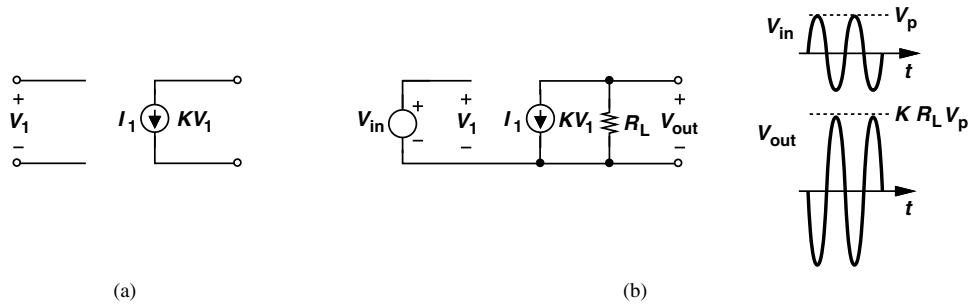 +
V1
−
I1
KV1
(a)
Vin
+
−
+
V1
−
I1
KV1
RL
+
Vout
−
(b)
Vin
Vp
t
Vout
K RL Vp
t